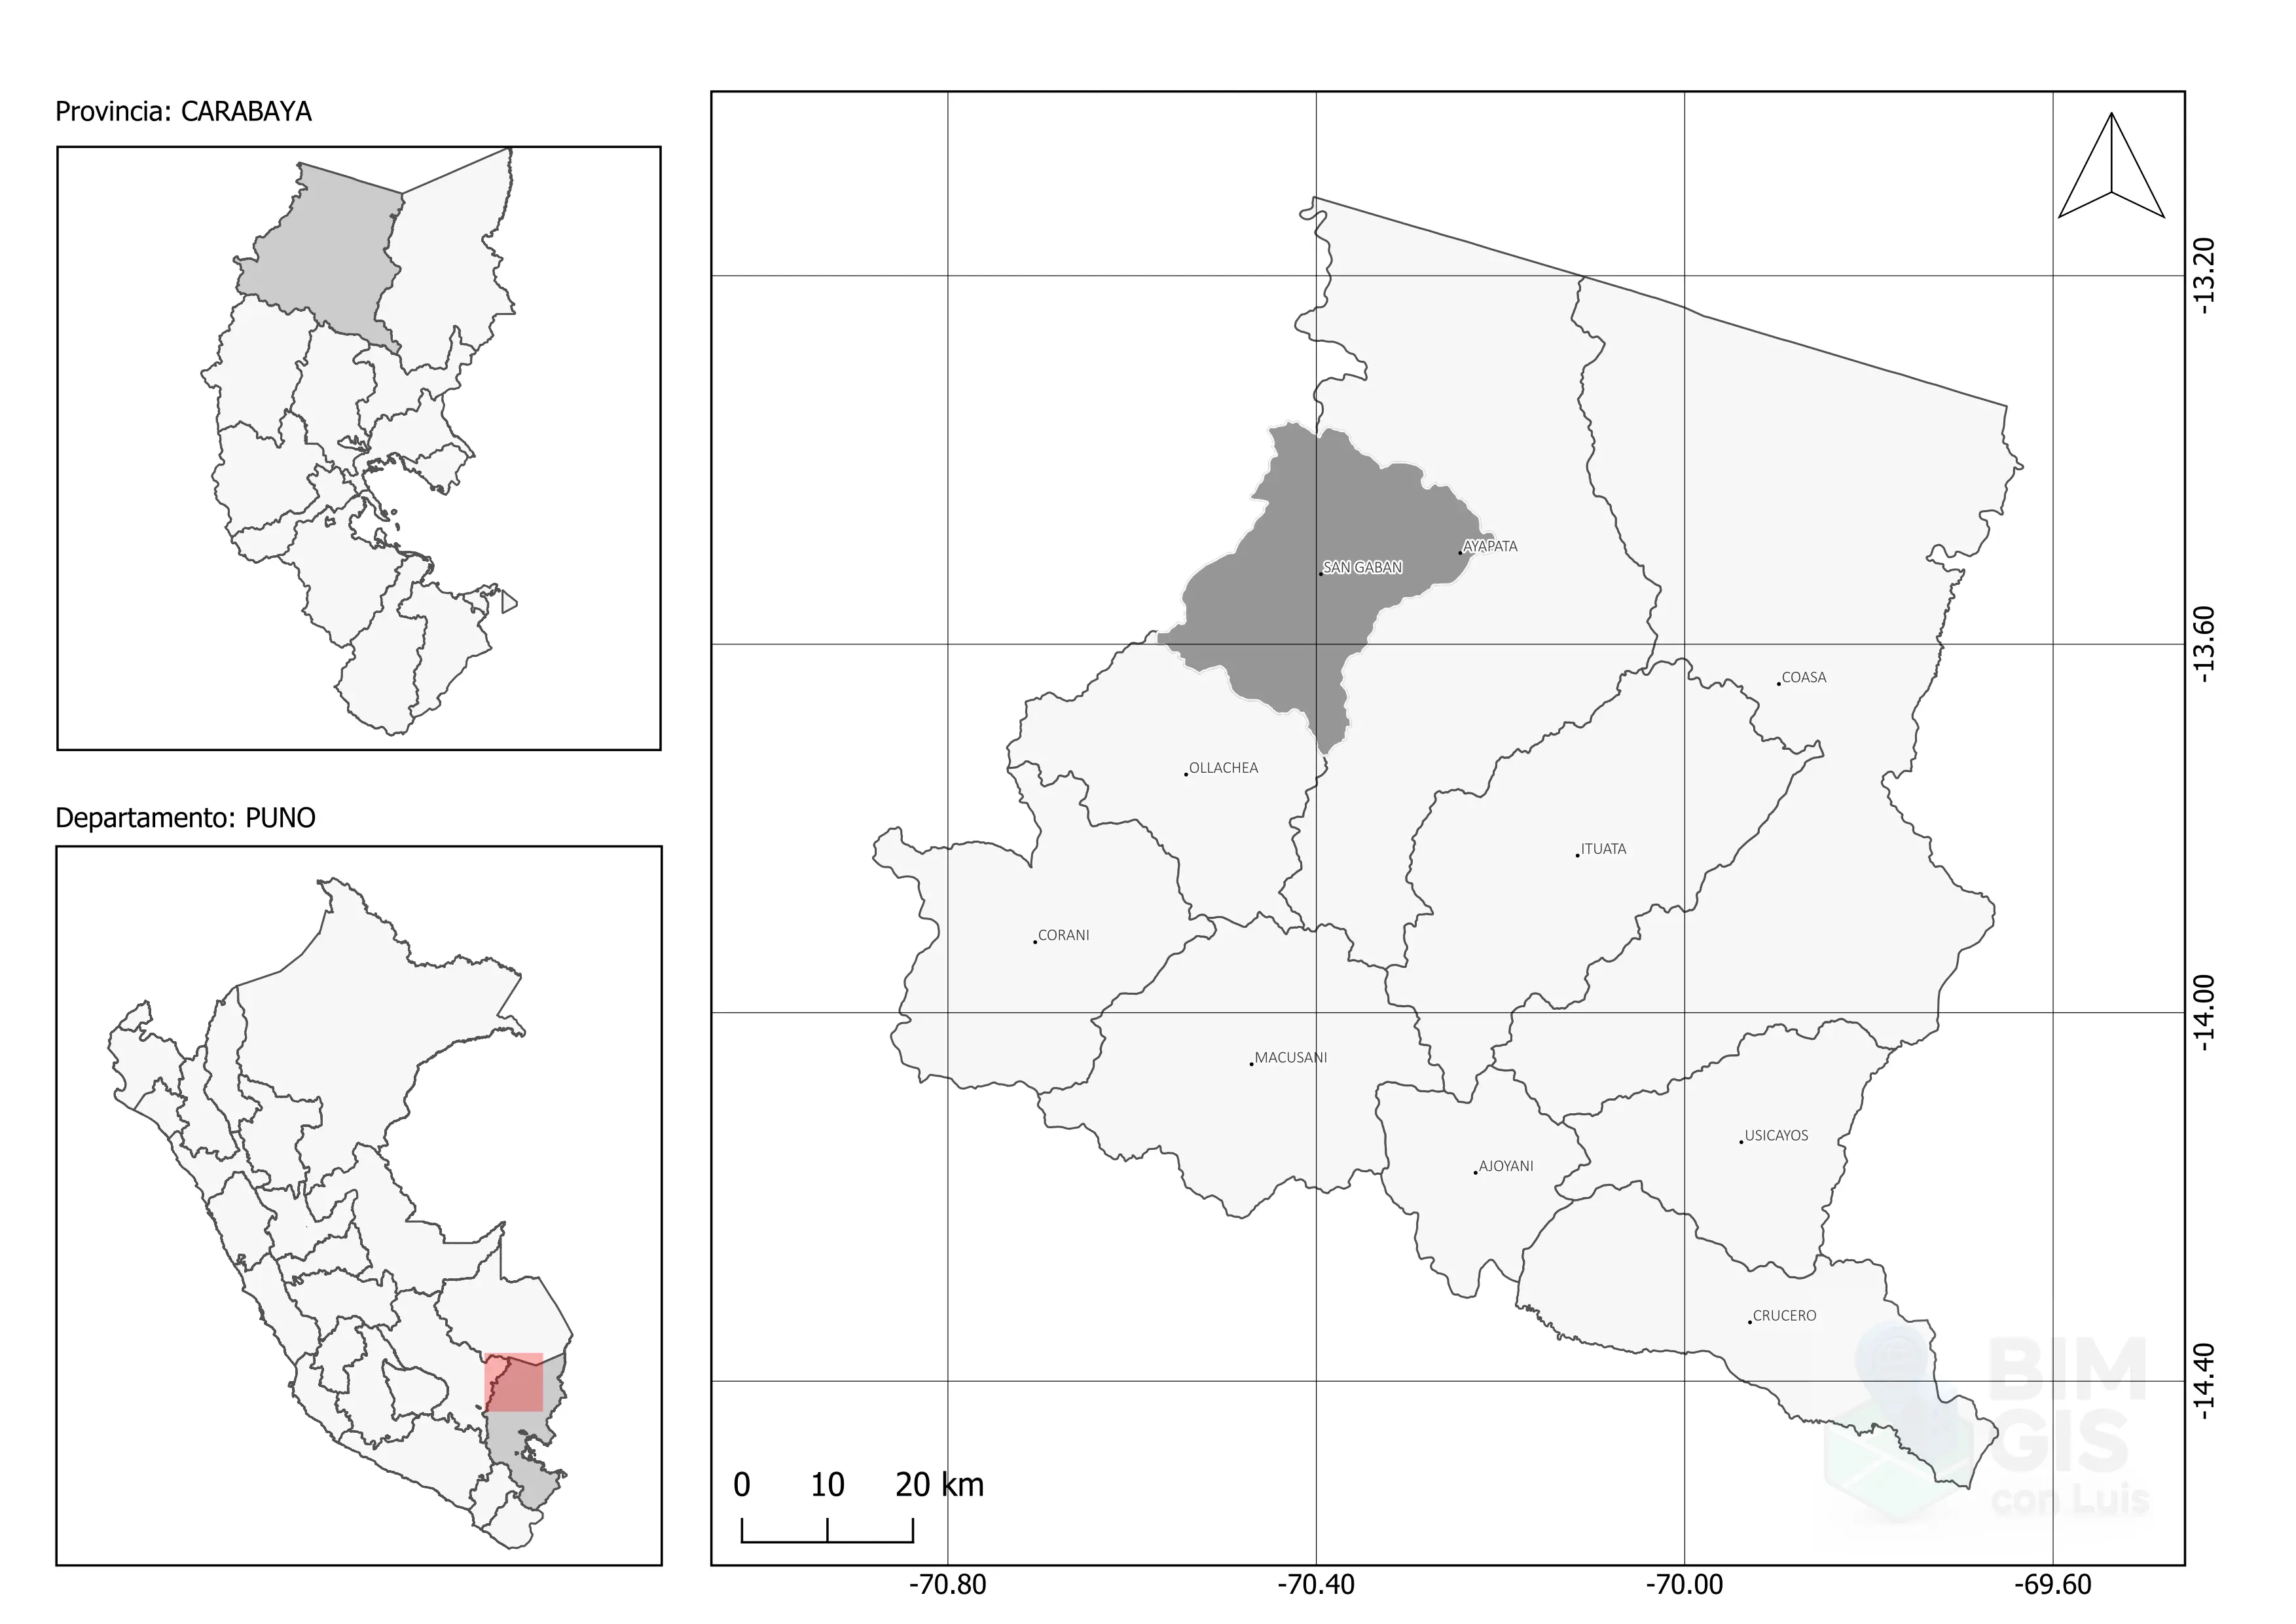 Provincia: CARABAYA
Departamento: PUNO
AYAPATA
SAN GABAN
COASA
OLLACHEA
ITUATA
CORANI
MACUSANI
USICAYOS
AJOYANI
CRUCERO
BIM
GIS
con Luis
0 10 20 km
-13.20
-13.60
-14.00
-14.40
-70.80 -70.40 -70.00 -69.60